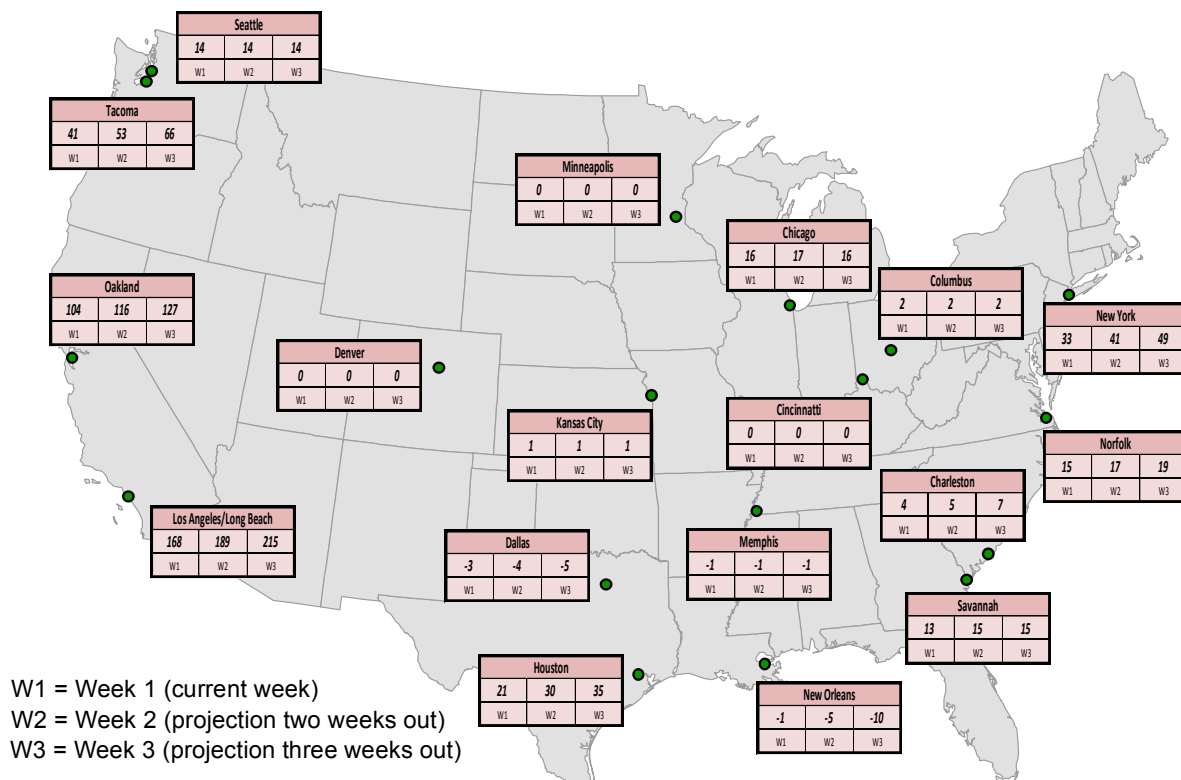 Seattle
14 14 14
W1 W2 W3
Tacoma
41 53 66
W1 W2 W3
Minneapolis
0 0 0
W1 W2 W3
Chicago
16 17 16
W1 W2 W3
Oakland
104 116 127
W1 W2 W3
Columbus
2 2 2
W1 W2 W3
New York
33 41 49
W1 W2 W3
Denver
0 0 0
W1 W2 W3
Kansas City
1 1 1
W1 W2 W3
Cincinnatti
0 0 0
W1 W2 W3
Norfolk
15 17 19
W1 W2 W3
Charleston
4 5 7
W1 W2 W3
Los Angeles/Long Beach
168 189 215
W1 W2 W3
Dallas
-3 -4 -5
W1 W2 W3
Memphis
-1 -1 -1
W1 W2 W3
Savannah
13 15 15
W1 W2 W3
Houston
21 30 35
W1 W2 W3
New Orleans
-1 -5 -10
W1 W2 W3
W1 = Week 1 (current week)
W2 = Week 2 (projection two weeks out)
W3 = Week 3 (projection three weeks out)